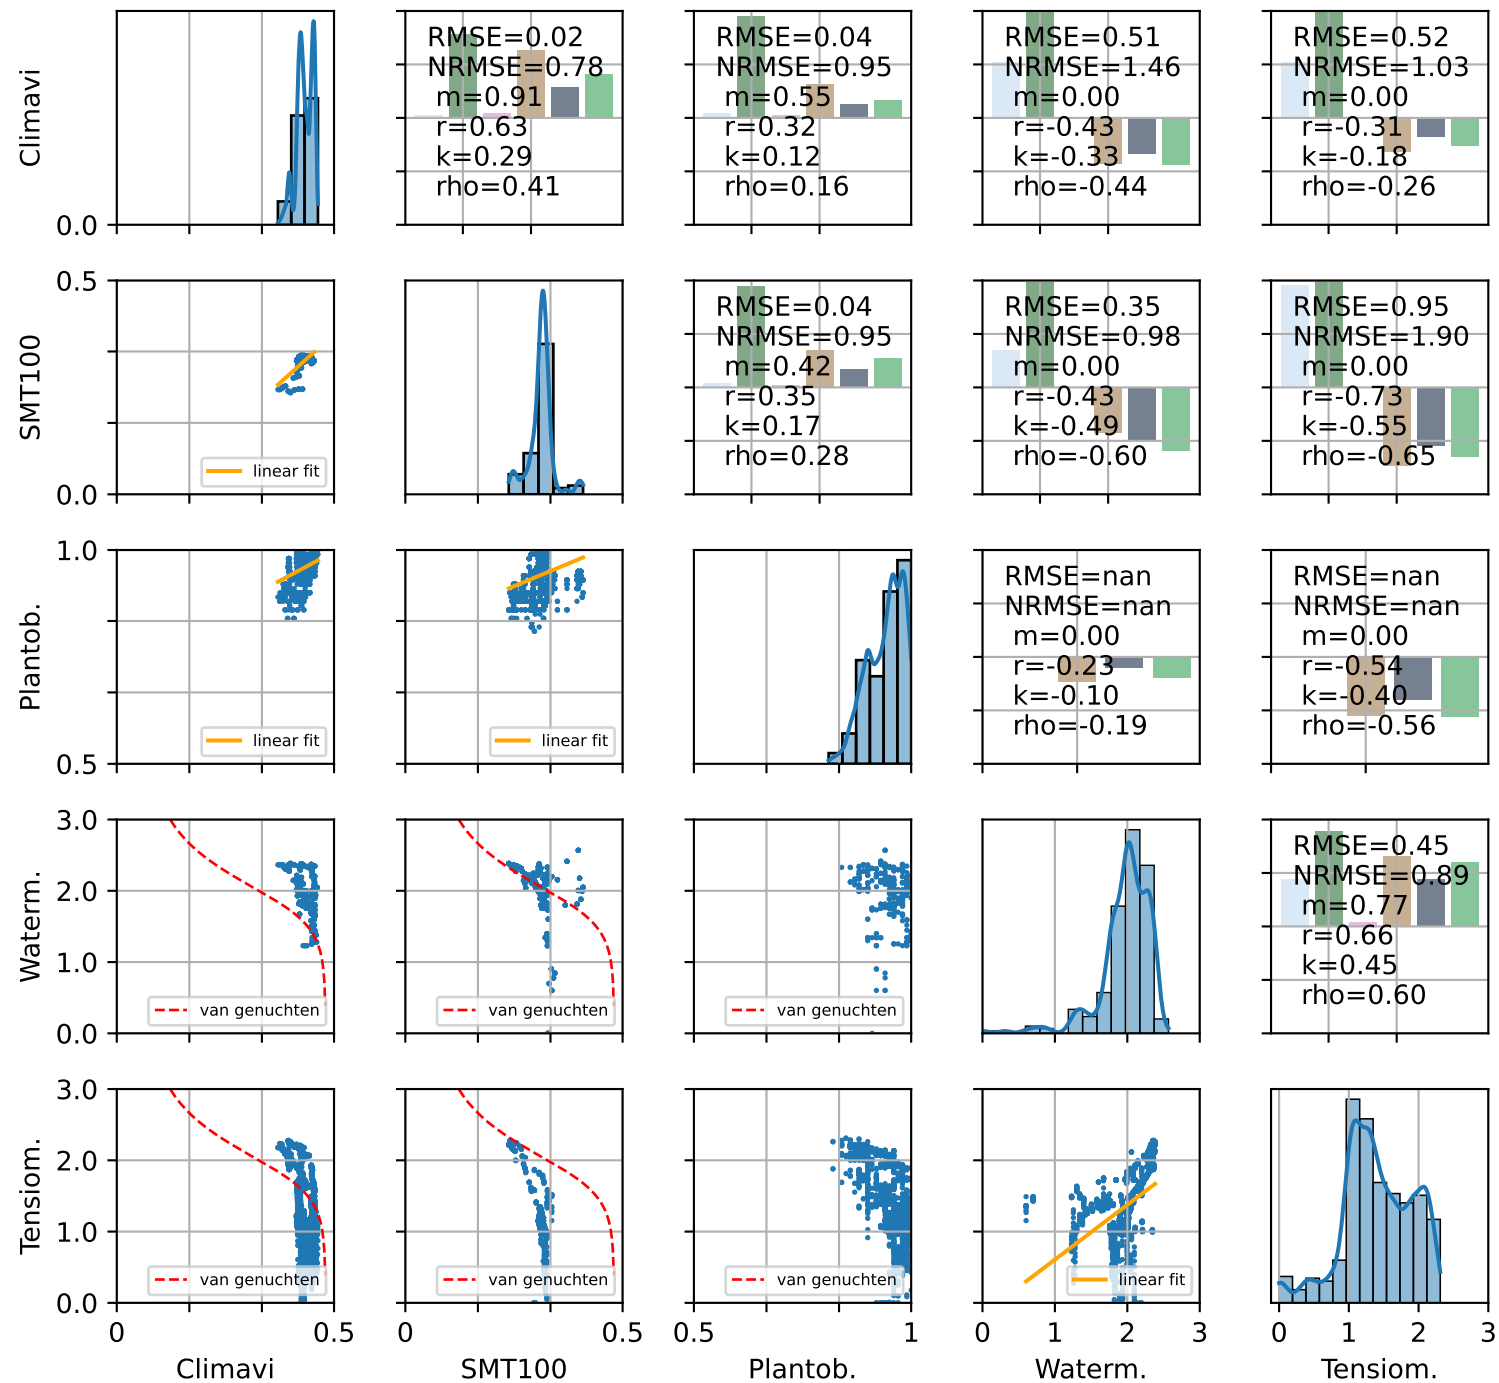 Climavi
0.0
RMSE=0.02
NRMSE=0.78
m=0.91
r=0.63
k=0.29
rho=0.41
RMSE=0.04
NRMSE=0.95
m=0.55
r=0.32
k=0.12
rho=0.16
RMSE=0.51
NRMSE=1.46
m=0.00
r=-0.43
k=-0.33
rho=-0.44
RMSE=0.52
NRMSE=1.03
m=0.00
r=-0.31
k=-0.18
rho=-0.26
SMT100
0.5
0.0
linear fit
RMSE=0.04
NRMSE=0.95
m=0.42
r=0.35
k=0.17
rho=0.28
RMSE=0.35
NRMSE=0.98
m=0.00
r=-0.43
k=-0.49
rho=-0.60
RMSE=0.95
NRMSE=1.90
m=0.00
r=-0.73
k=-0.55
rho=-0.65
Plantob.
1.0
0.5
linear fit
linear fit
RMSE=nan
NRMSE=nan
m=0.00
r=-0.23
k=-0.10
rho=-0.19
RMSE=nan
NRMSE=nan
m=0.00
r=-0.54
k=-0.40
rho=-0.56
Waterm.
3.0
2.0
1.0
0.0
van genuchten
van genuchten
van genuchten
RMSE=0.45
NRMSE=0.89
m=0.77
r=0.66
k=0.45
rho=0.60
Tensiom.
3.0
2.0
1.0
0.0
van genuchten
van genuchten
van genuchten
linear fit
0 0.5
0 0.5
0.5 1
0 1 2 3
0 1 2 3
Climavi
SMT100
Plantob.
Waterm.
Tensiom.